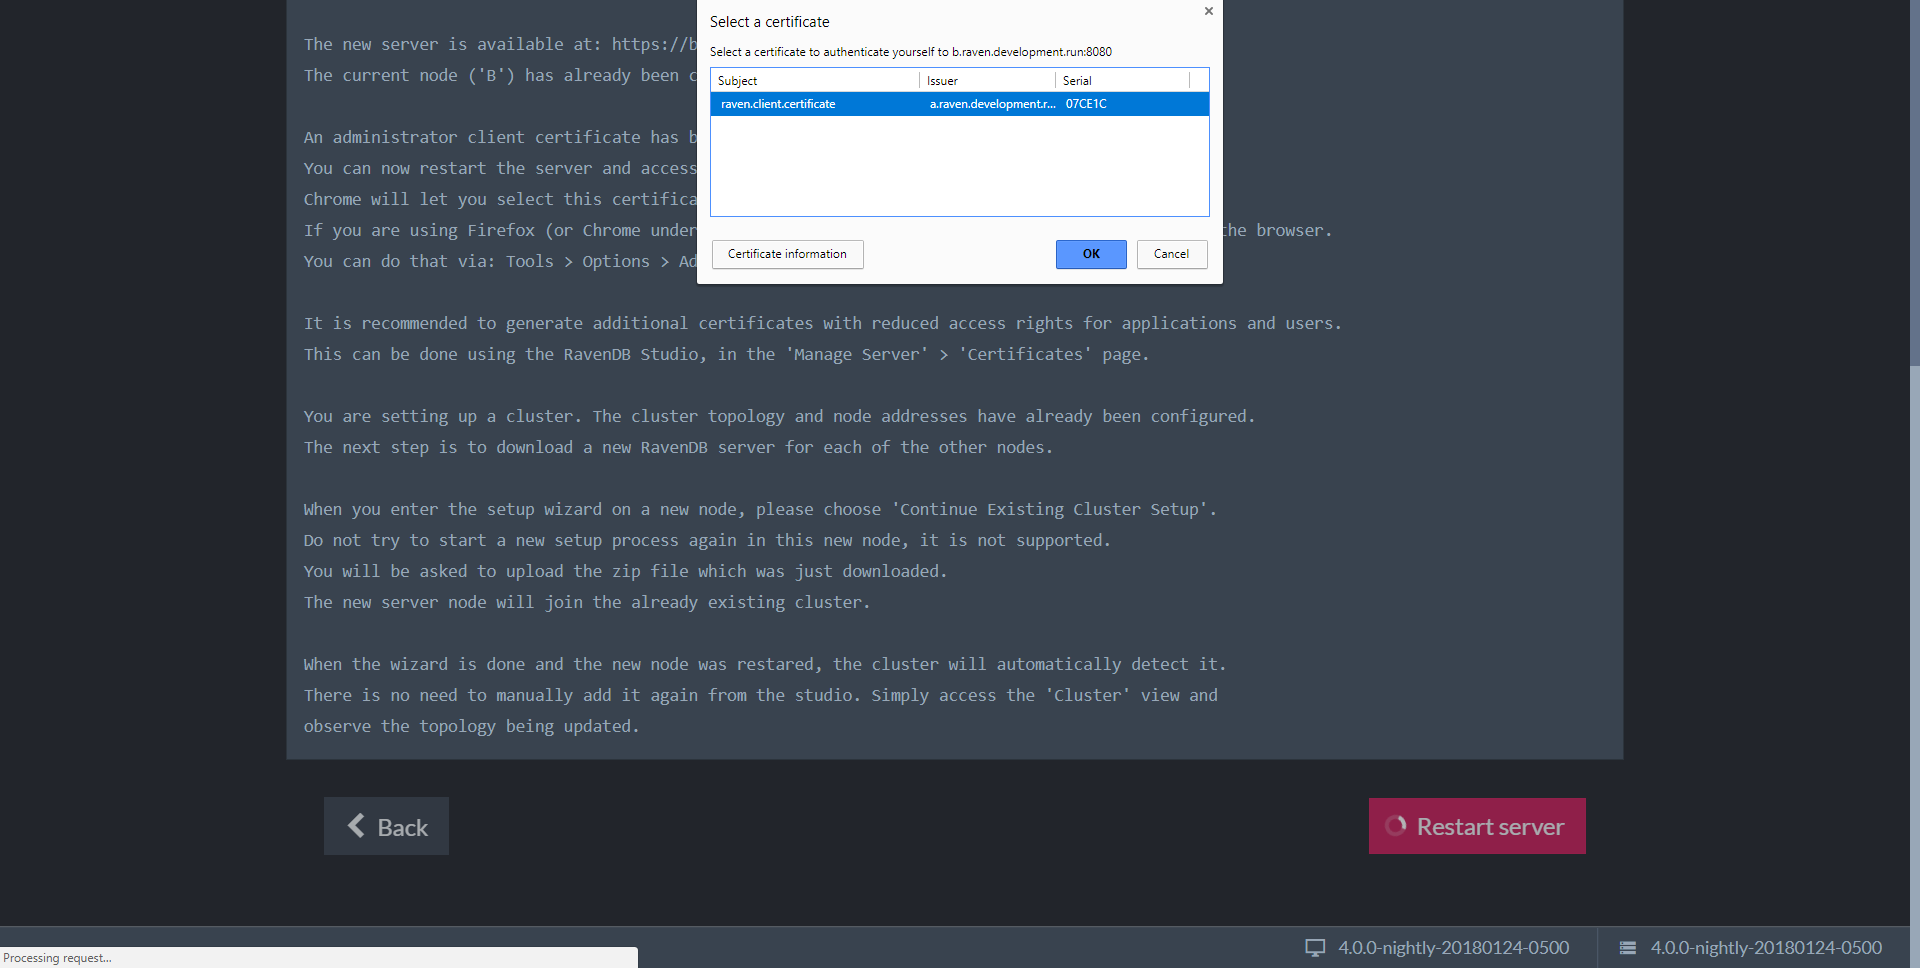 Select a certificate
Select a certificate to authenticate yourself to b.raven.development.run:8080
Subject Issuer Serial
raven.client.certificate a.raven.development.r... 07CE1C
Certificate information OK Cancel
The new server is available at: https://b
The current node ('B') has already been c
An administrator client certificate has b
You can now restart the server and access
Chrome will let you select this certifica
If you are using Firefox (or Chrome under the browser.
You can do that via: Tools > Options > Ad
It is recommended to generate additional certificates with reduced access rights for applications and users.
This can be done using the RavenDB Studio, in the 'Manage Server' > 'Certificates' page.
You are setting up a cluster. The cluster topology and node addresses have already been configured.
The next step is to download a new RavenDB server for each of the other nodes.
When you enter the setup wizard on a new node, please choose 'Continue Existing Cluster Setup'.
Do not try to start a new setup process again in this new node, it is not supported.
You will be asked to upload the zip file which was just downloaded.
The new server node will join the already existing cluster.
When the wizard is done and the new node was restared, the cluster will automatically detect it.
There is no need to manually add it again from the studio. Simply access the 'Cluster' view and
observe the topology being updated.
Back
Restart server
4.0.0-nightly-20180124-0500 4.0.0-nightly-20180124-0500
Processing request...